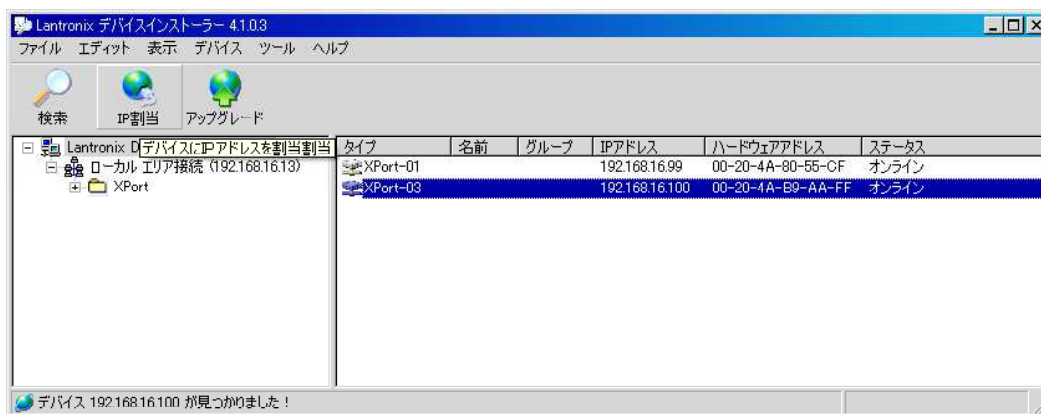 Lantronix デバイスインストーラー 4.1.0.3
ファイル エディット 表示 デバイス ツール ヘルプ
検索 IP割当 アップグレード
Lantronix D
デバイスにIPアドレスを割当割当
ローカル エリア接続 (192.168.16.13)
XPort
タイプ 名前 グループ IPアドレス ハードウェアアドレス ステータス
XPort-01 192.168.16.99 00-20-4A-80-55-CF オンライン
XPort-03 192.168.16.100 00-20-4A-B9-AA-FF オンライン
デバイス 192.168.16.100 が見つかりました！